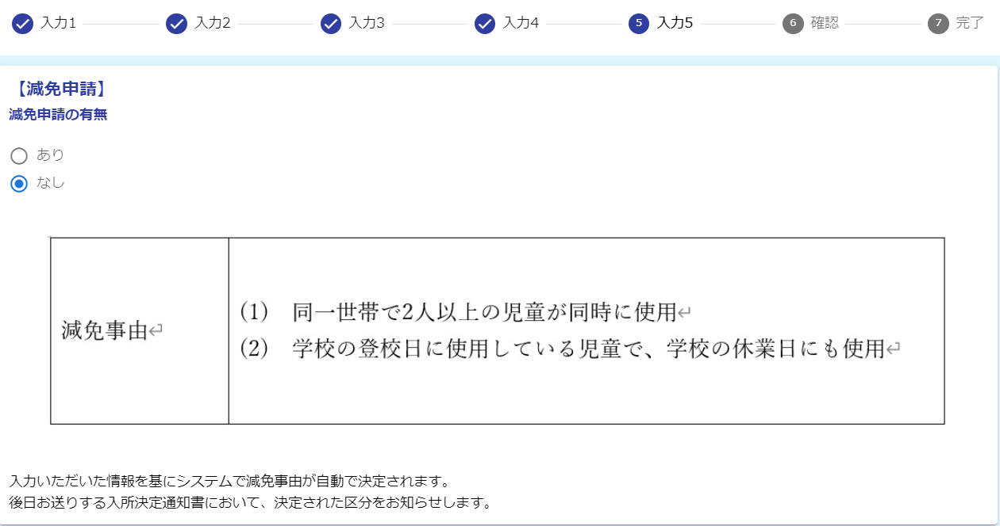 入力1
入力2
入力3
入力4
5 入力5
6 確認
7 完了
【減免申請】
減免申請の有無
あり
なし
減免事由↵
(1) 同一世帯で2人以上の児童が同時に使用↵
(2) 学校の登校日に使用している児童で、学校の休業日にも使用↵
入力いただいた情報を基にシステムで減免事由が自動で決定されます。
後日お送りする入所決定通知書において、決定された区分をお知らせします。